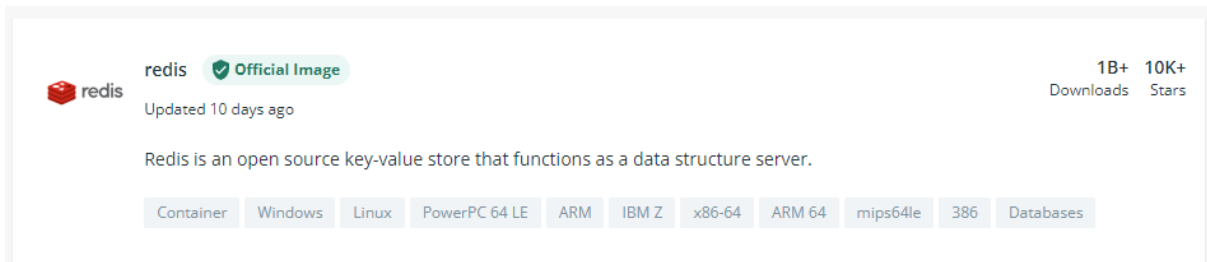 redis
redis Official Image
Updated 10 days ago
1B+ 10K+
Downloads Stars
Redis is an open source key-value store that functions as a data structure server.
Container Windows Linux PowerPC 64 LE ARM IBM Z x86-64 ARM 64 mips64le 386 Databases